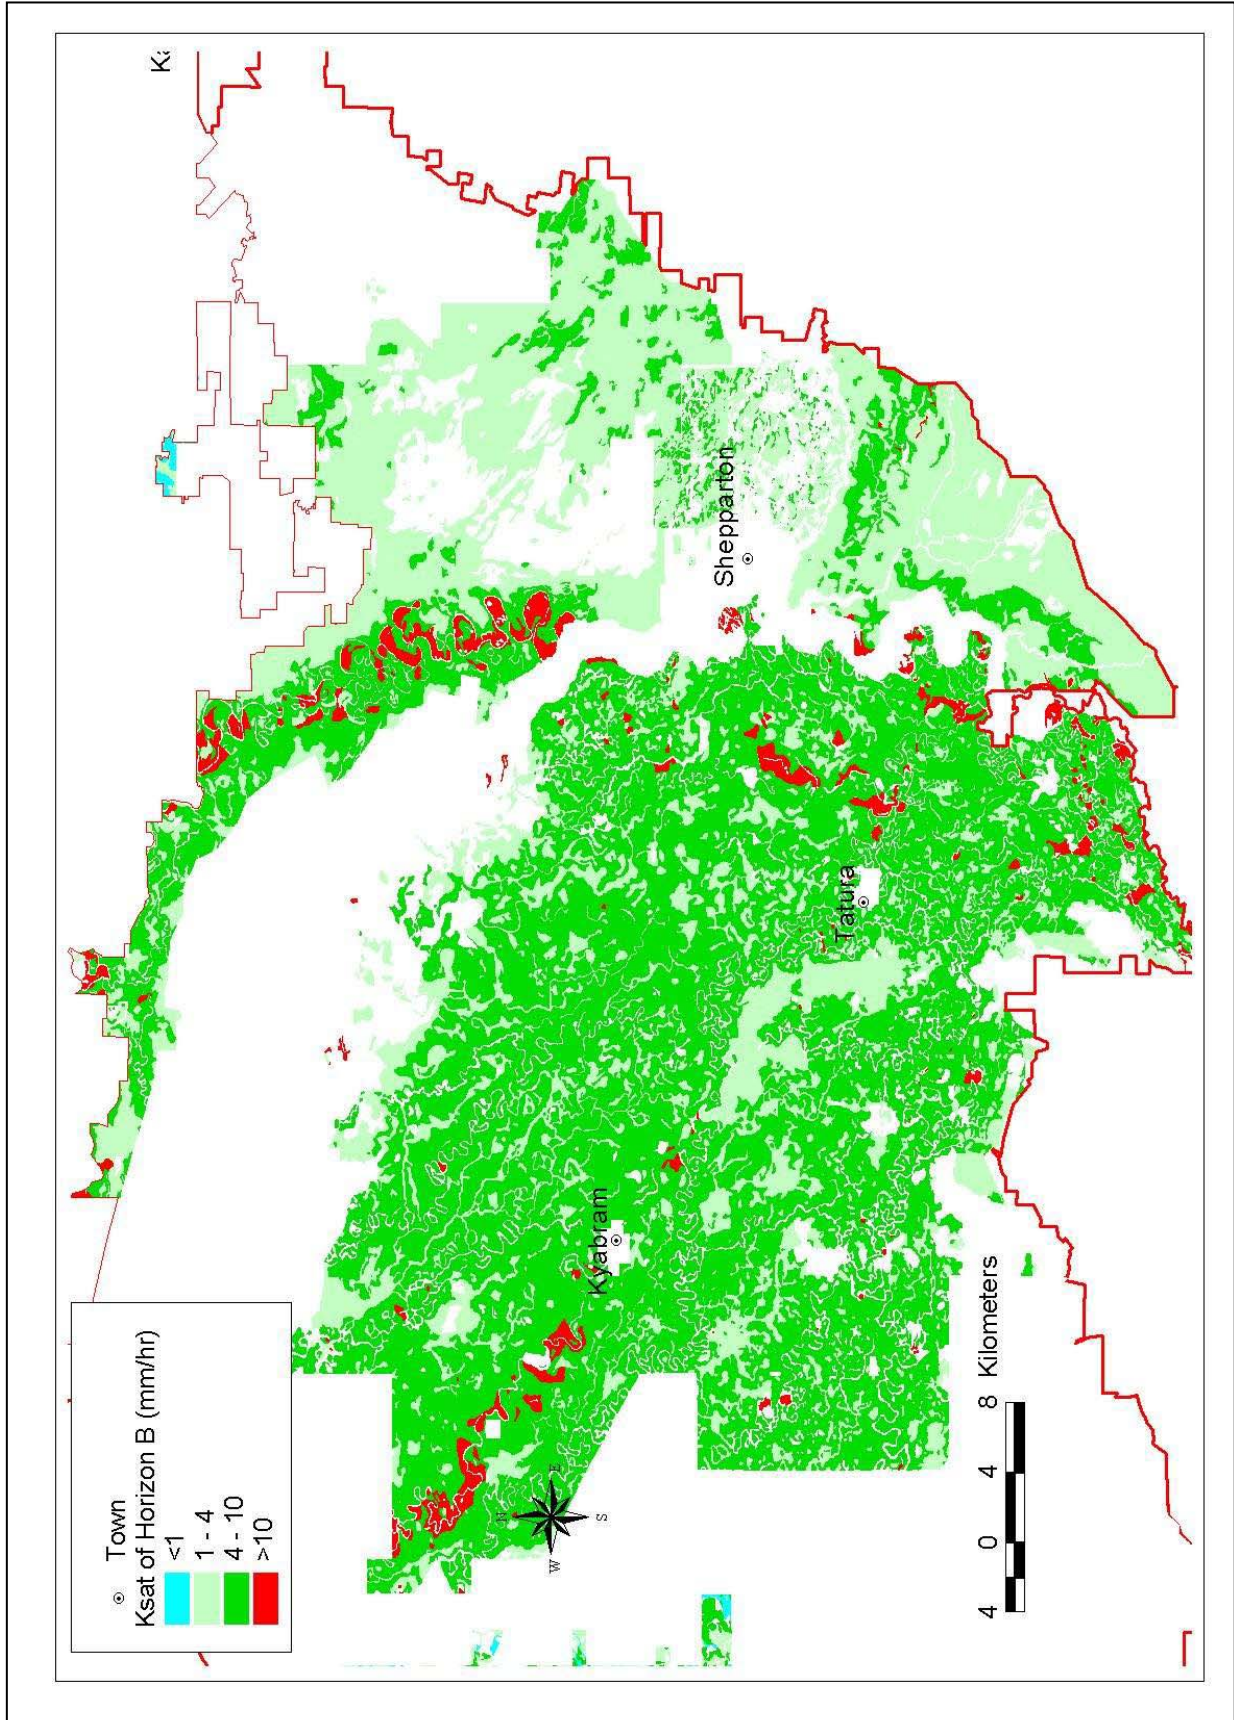 Town
Ksat of Horizon B (mm/hr)
<1
1 - 4
4 - 10
>10
Ka
Kyabram
Tatura
Shepparton
N
W
E
S
4 0 4 8 Kilometers